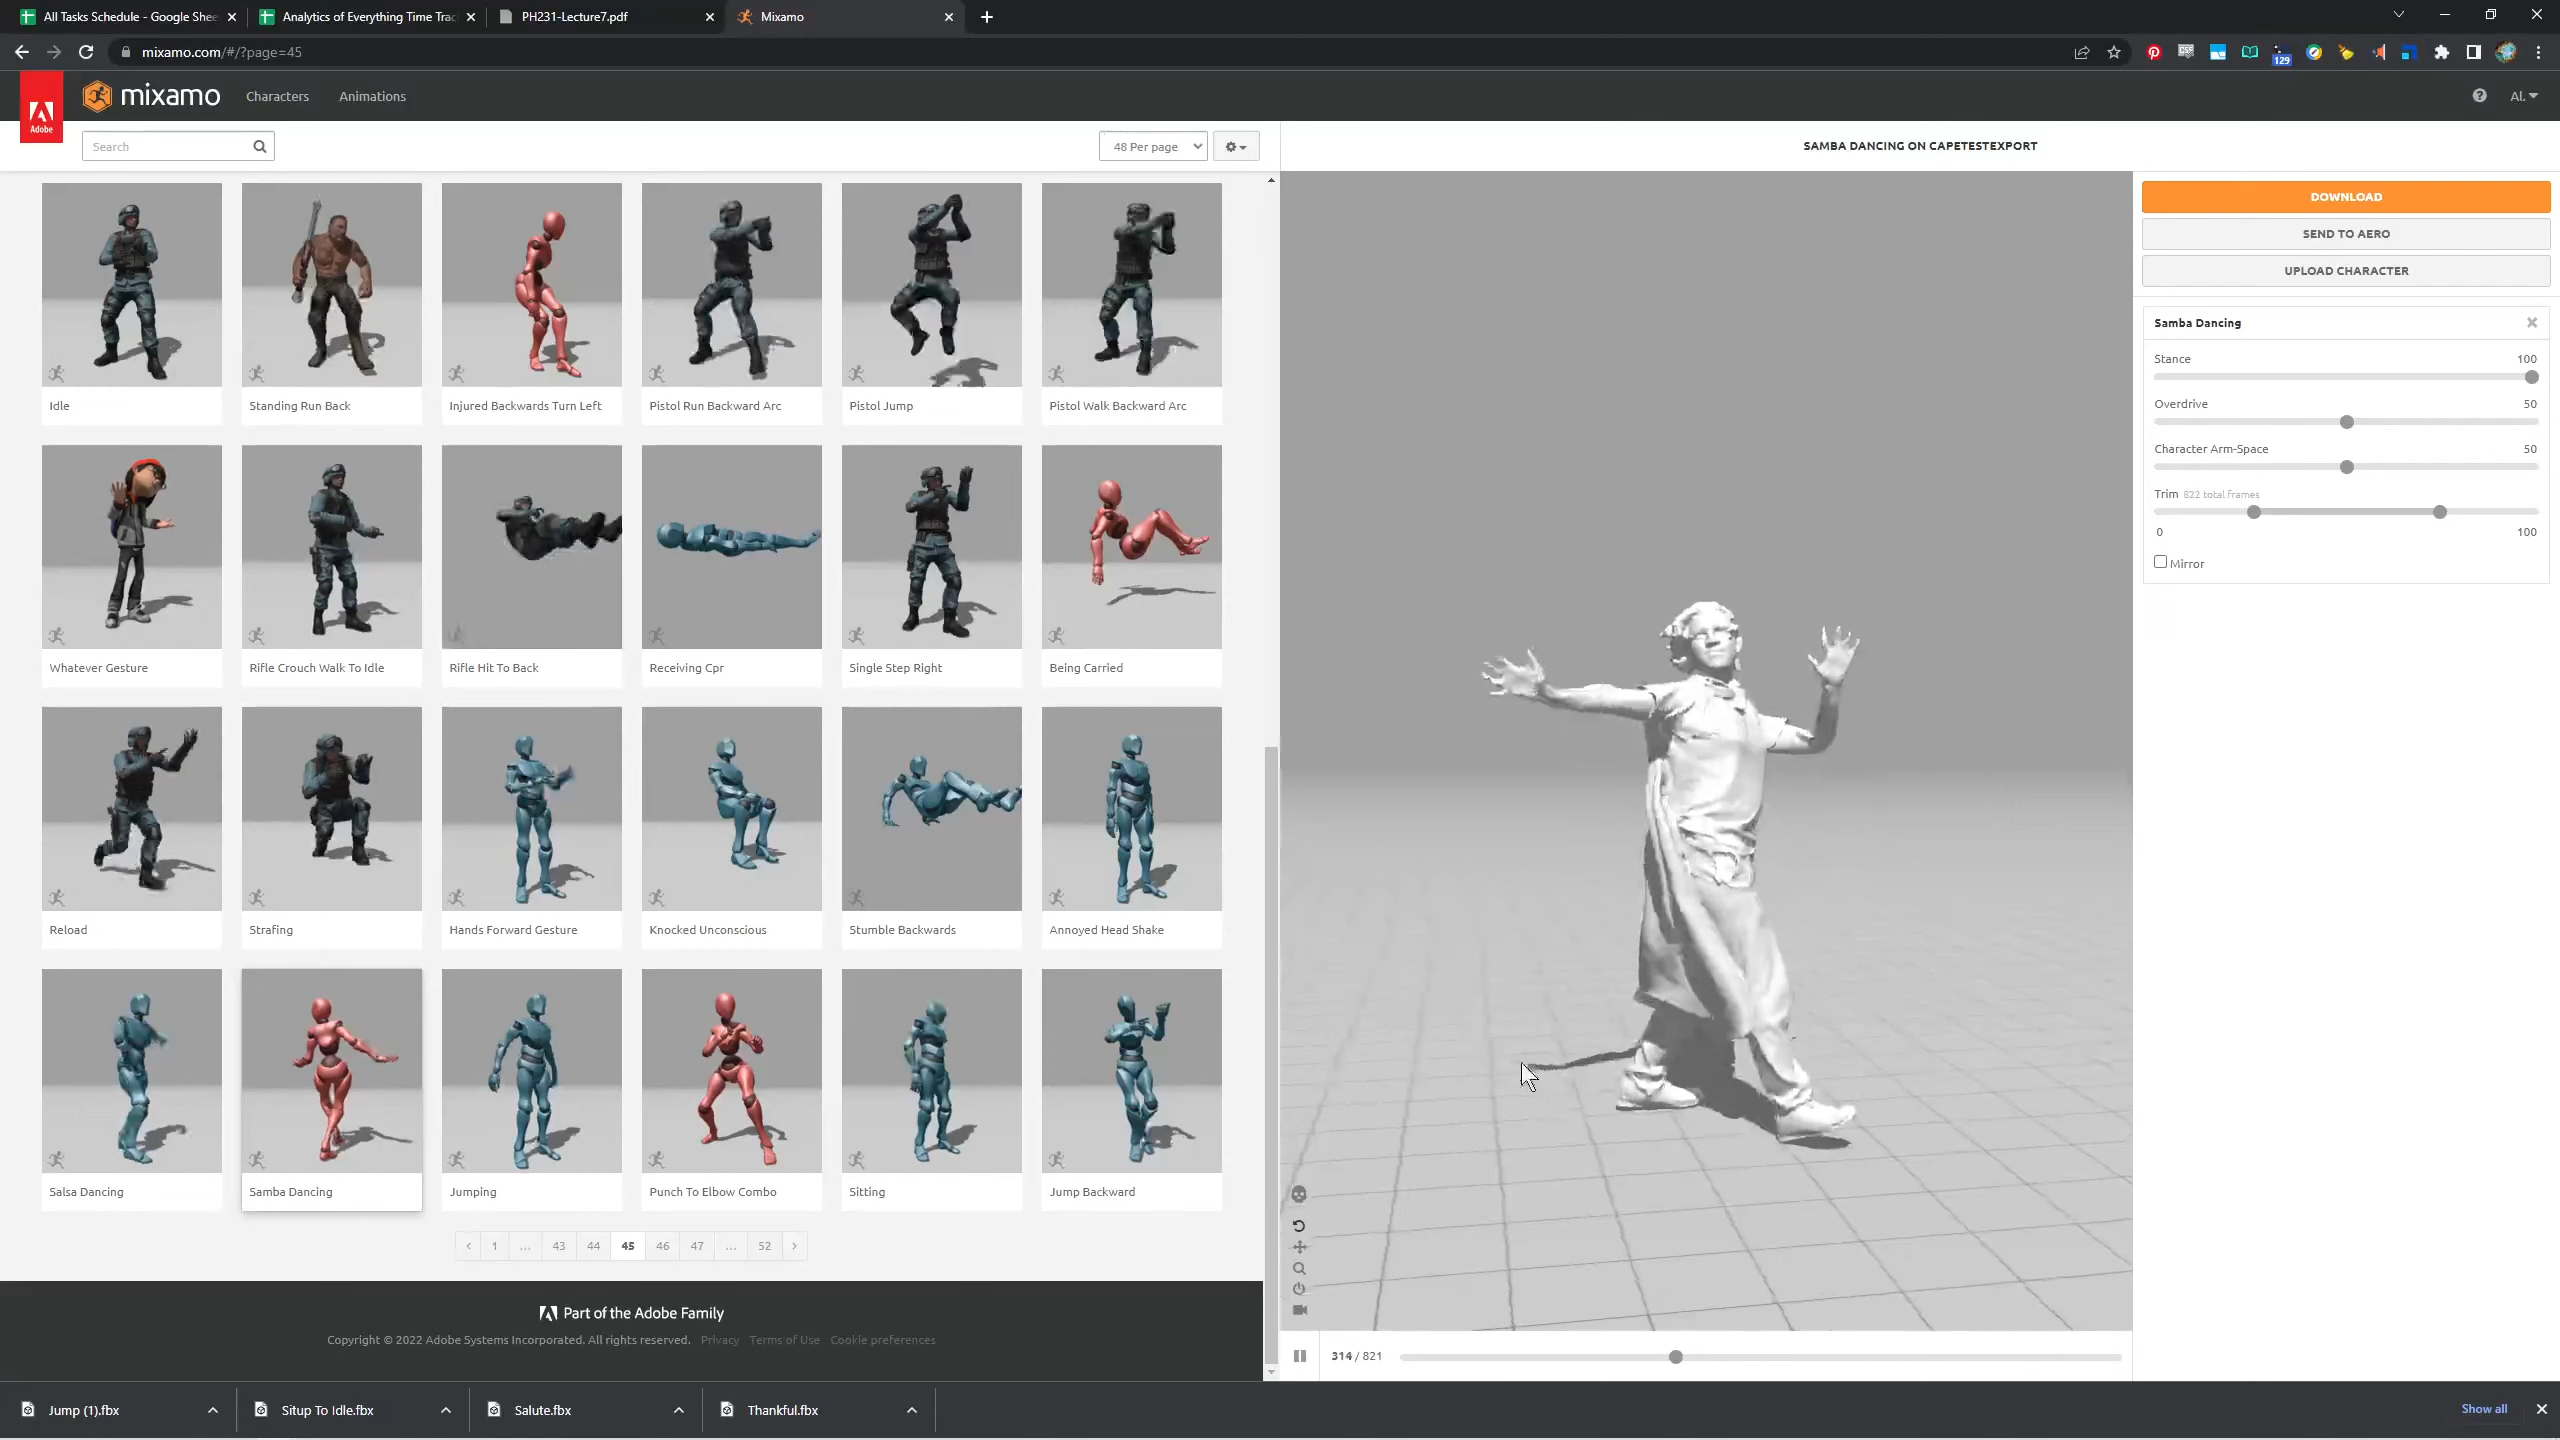 All Tasks Schedule - Google Shee
Analytics of Everything Time Trac
PH231-Lecture7.pdf
Mixamo
mixamo.com/#/?page=45
129
Adobe
mixamo
Characters
Animations
Al.
Search
48 Per page
SAMBA DANCING ON CAPETESTEXPORT
Idle
Standing Run Back
Injured Backwards Turn Left
Pistol Run Backward Arc
Pistol Jump
Pistol Walk Backward Arc
Whatever Gesture
Rifle Crouch Walk To Idle
Rifle Hit To Back
Receiving Cpr
Single Step Right
Being Carried
Reload
Strafing
Hands Forward Gesture
Knocked Unconscious
Stumble Backwards
Annoyed Head Shake
Salsa Dancing
Samba Dancing
Jumping
Punch To Elbow Combo
Sitting
Jump Backward
< 1 ... 43 44 45 46 47 ... 52 >
Part of the Adobe Family
Copyright © 2022 Adobe Systems Incorporated. All rights reserved. Privacy Terms of Use Cookie preferences
314 / 821
DOWNLOAD
SEND TO AERO
UPLOAD CHARACTER
Samba Dancing
Stance 100
Overdrive 50
Character Arm-Space 50
Trim 822 total frames
0 100
Mirror
Jump (1).fbx
Situp To Idle.fbx
Salute.fbx
Thankful.fbx
Show all